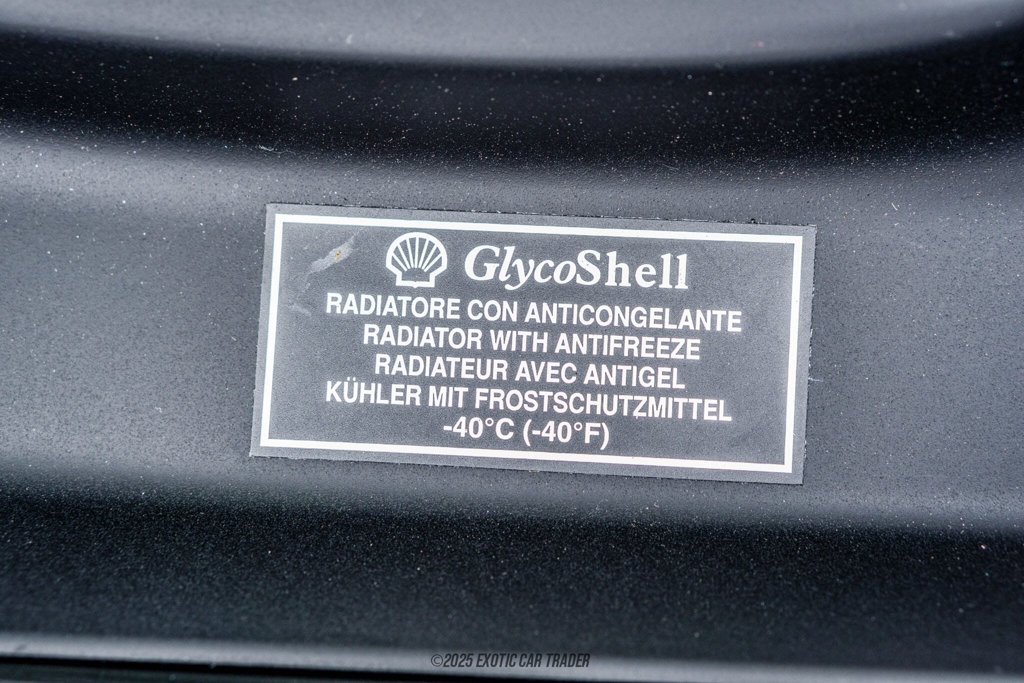 GlycoShell
RADIATORE CON ANTICONGELANTE
RADIATOR WITH ANTIFREEZE
RADIATEUR AVEC ANTIGEL
KÜHLER MIT FROSTSCHUTZMITTEL
-40°C (-40°F)
©2025 EXOTIC CAR TRADER